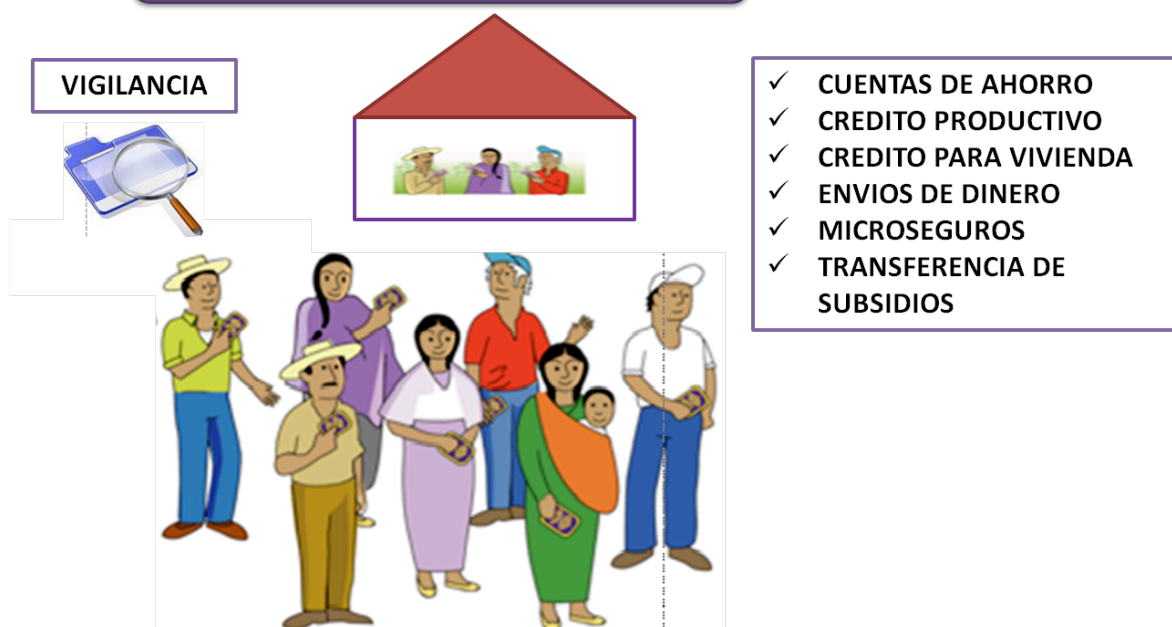 VIGILANCIA
✓ CUENTAS DE AHORRO
✓ CREDITO PRODUCTIVO
✓ CREDITO PARA VIVIENDA
✓ ENVIOS DE DINERO
✓ MICROSEGUROS
✓ TRANSFERENCIA DE
SUBSIDIOS